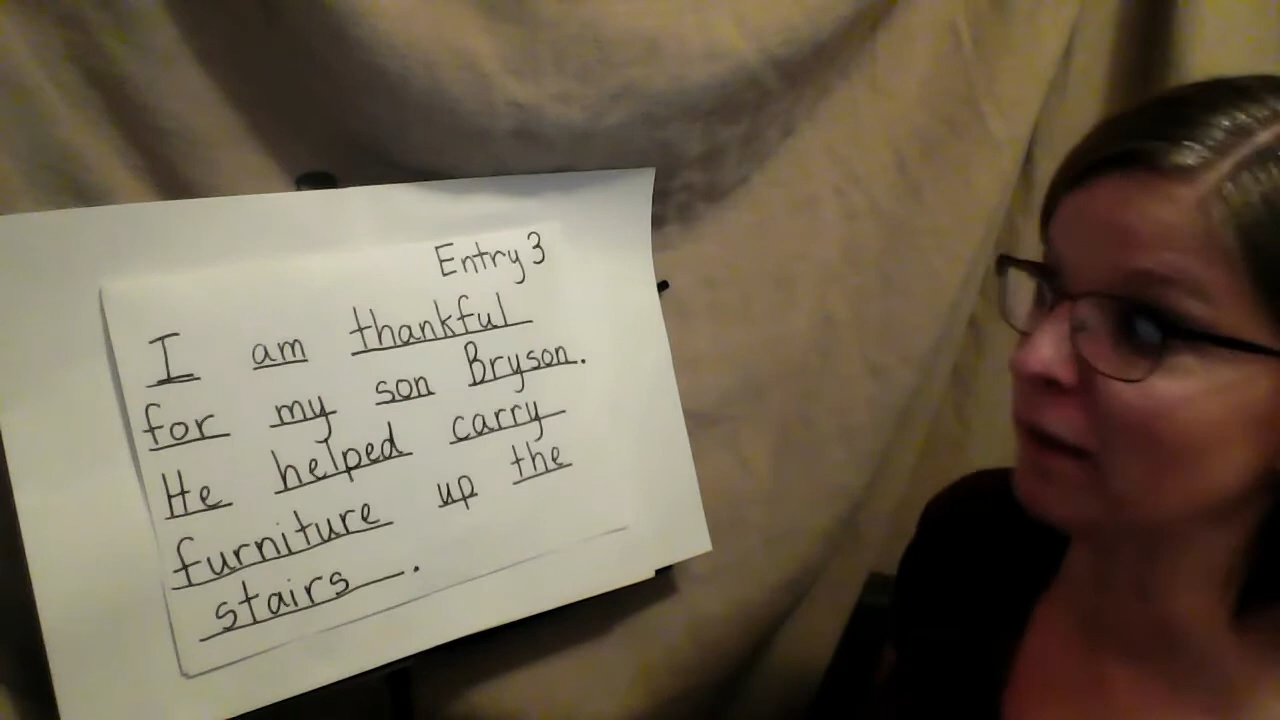 Entry 3
I am thankful
for my son Bryson.
He helped carry
furniture up the
stairs.